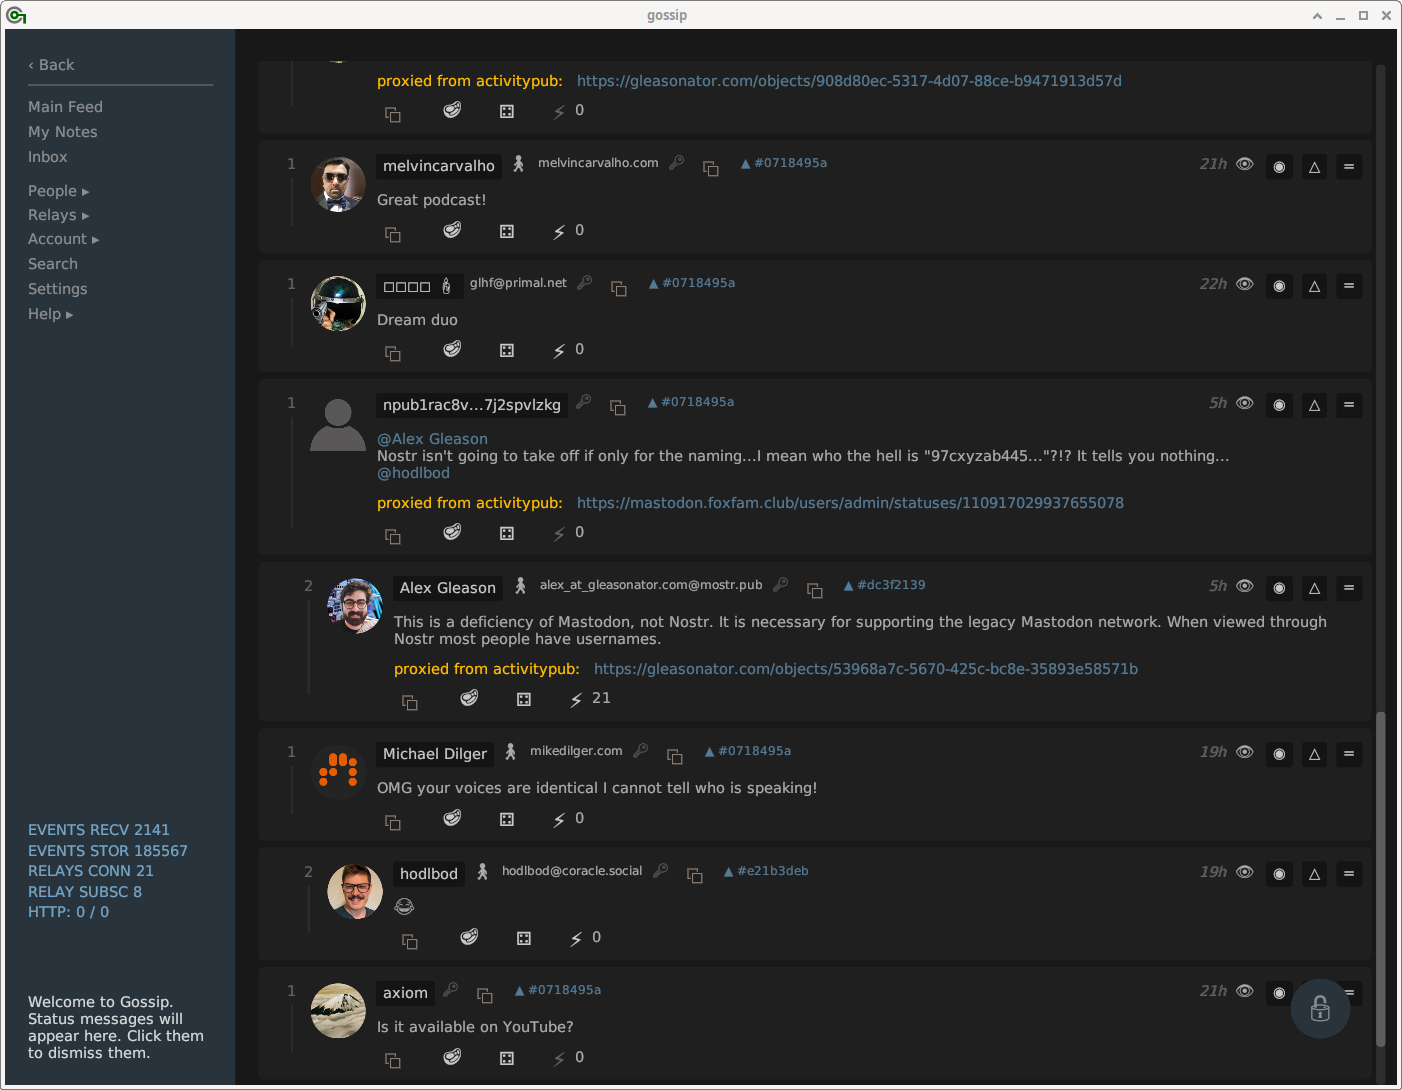 gossip
‹ Back
Main Feed
My Notes
Inbox
People ▸
Relays ▸
Account ▸
Search
Settings
Help ▸
EVENTS RECV 2141
EVENTS STOR 185567
RELAYS CONN 21
RELAY SUBSC 8
HTTP: 0 / 0
Welcome to Gossip.
Status messages will
appear here. Click them
to dismiss them.
proxied from activitypub: https://gleasonator.com/objects/908d80ec-5317-4d07-88ce-b9471913d57d
0
1 melvincarvalho melvincarvalho.com ▲ #0718495a 21h
Great podcast!
0
1 □□□□ glhf@primal.net ▲ #0718495a 22h
Dream duo
0
1 npub1rac8v...7j2spvlzkg ▲ #0718495a 5h
@Alex Gleason
Nostr isn't going to take off if only for the naming...I mean who the hell is "97cxyzab445..."?!? It tells you nothing...
@hodlbod
proxied from activitypub: https://mastodon.foxfam.club/users/admin/statuses/110917029937655078
0
2 Alex Gleason alex_at_gleasonator.com@mostr.pub ▲ #dc3f2139 5h
This is a deficiency of Mastodon, not Nostr. It is necessary for supporting the legacy Mastodon network. When viewed through
Nostr most people have usernames.
proxied from activitypub: https://gleasonator.com/objects/53968a7c-5670-425c-bc8e-35893e58571b
21
1 Michael Dilger mikedilger.com ▲ #0718495a 19h
OMG your voices are identical I cannot tell who is speaking!
0
2 hodlbod hodlbod@coracle.social ▲ #e21b3deb 19h
😂
0
1 axiom ▲ #0718495a 21h
Is it available on YouTube?
0